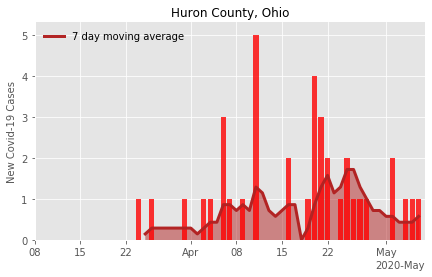 Huron County, Ohio
7 day moving average
New Covid-19 Cases
5
4
3
2
1
0
08 15 22 Apr 08 15 22 May
2020-May